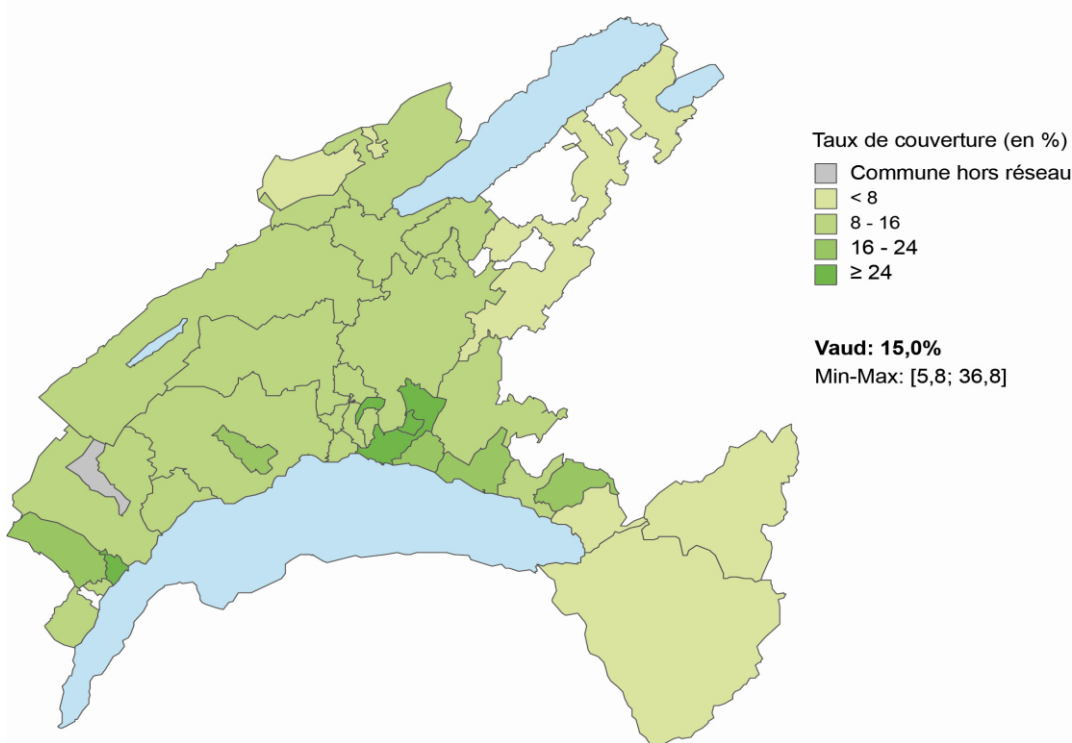 Taux de couverture (en %)
Commune hors réseau
< 8
8 - 16
16 - 24
≥ 24
Vaud: 15,0%
Min-Max: [5,8; 36,8]